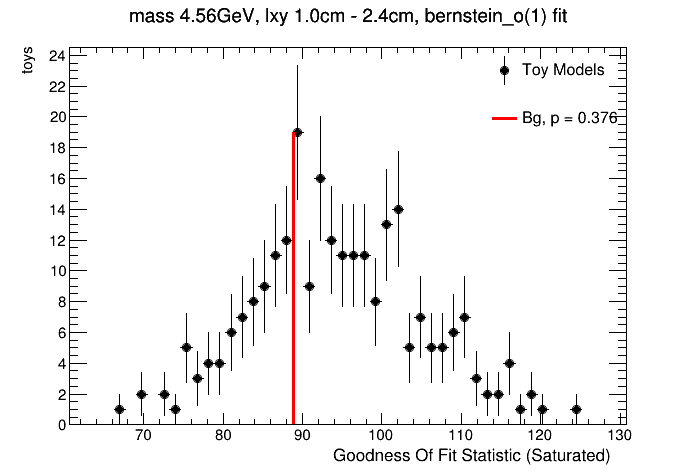 mass 4.56GeV, lxy 1.0cm - 2.4cm, bernstein_o(1) fit
toys
24
22
20
18
16
14
12
10
8
6
4
2
0
Toy Models
Bg, p = 0.376
70 80 90 100 110 120 130
Goodness Of Fit Statistic (Saturated)